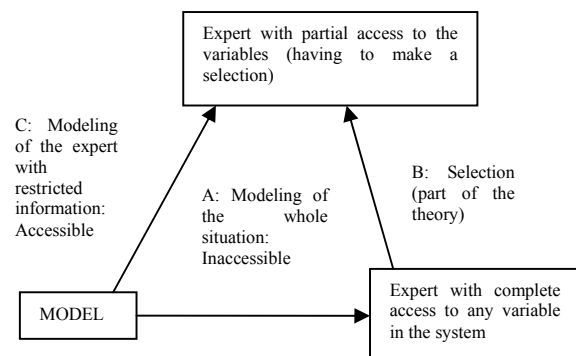 Expert with partial access to the
variables (having to make a
selection)
C: Modeling
of the expert
with
restricted
information:
Accessible
A: Modeling of
the whole
situation:
Inaccessible
B: Selection
(part of the
theory)
MODEL
Expert with complete
access to any variable
in the system